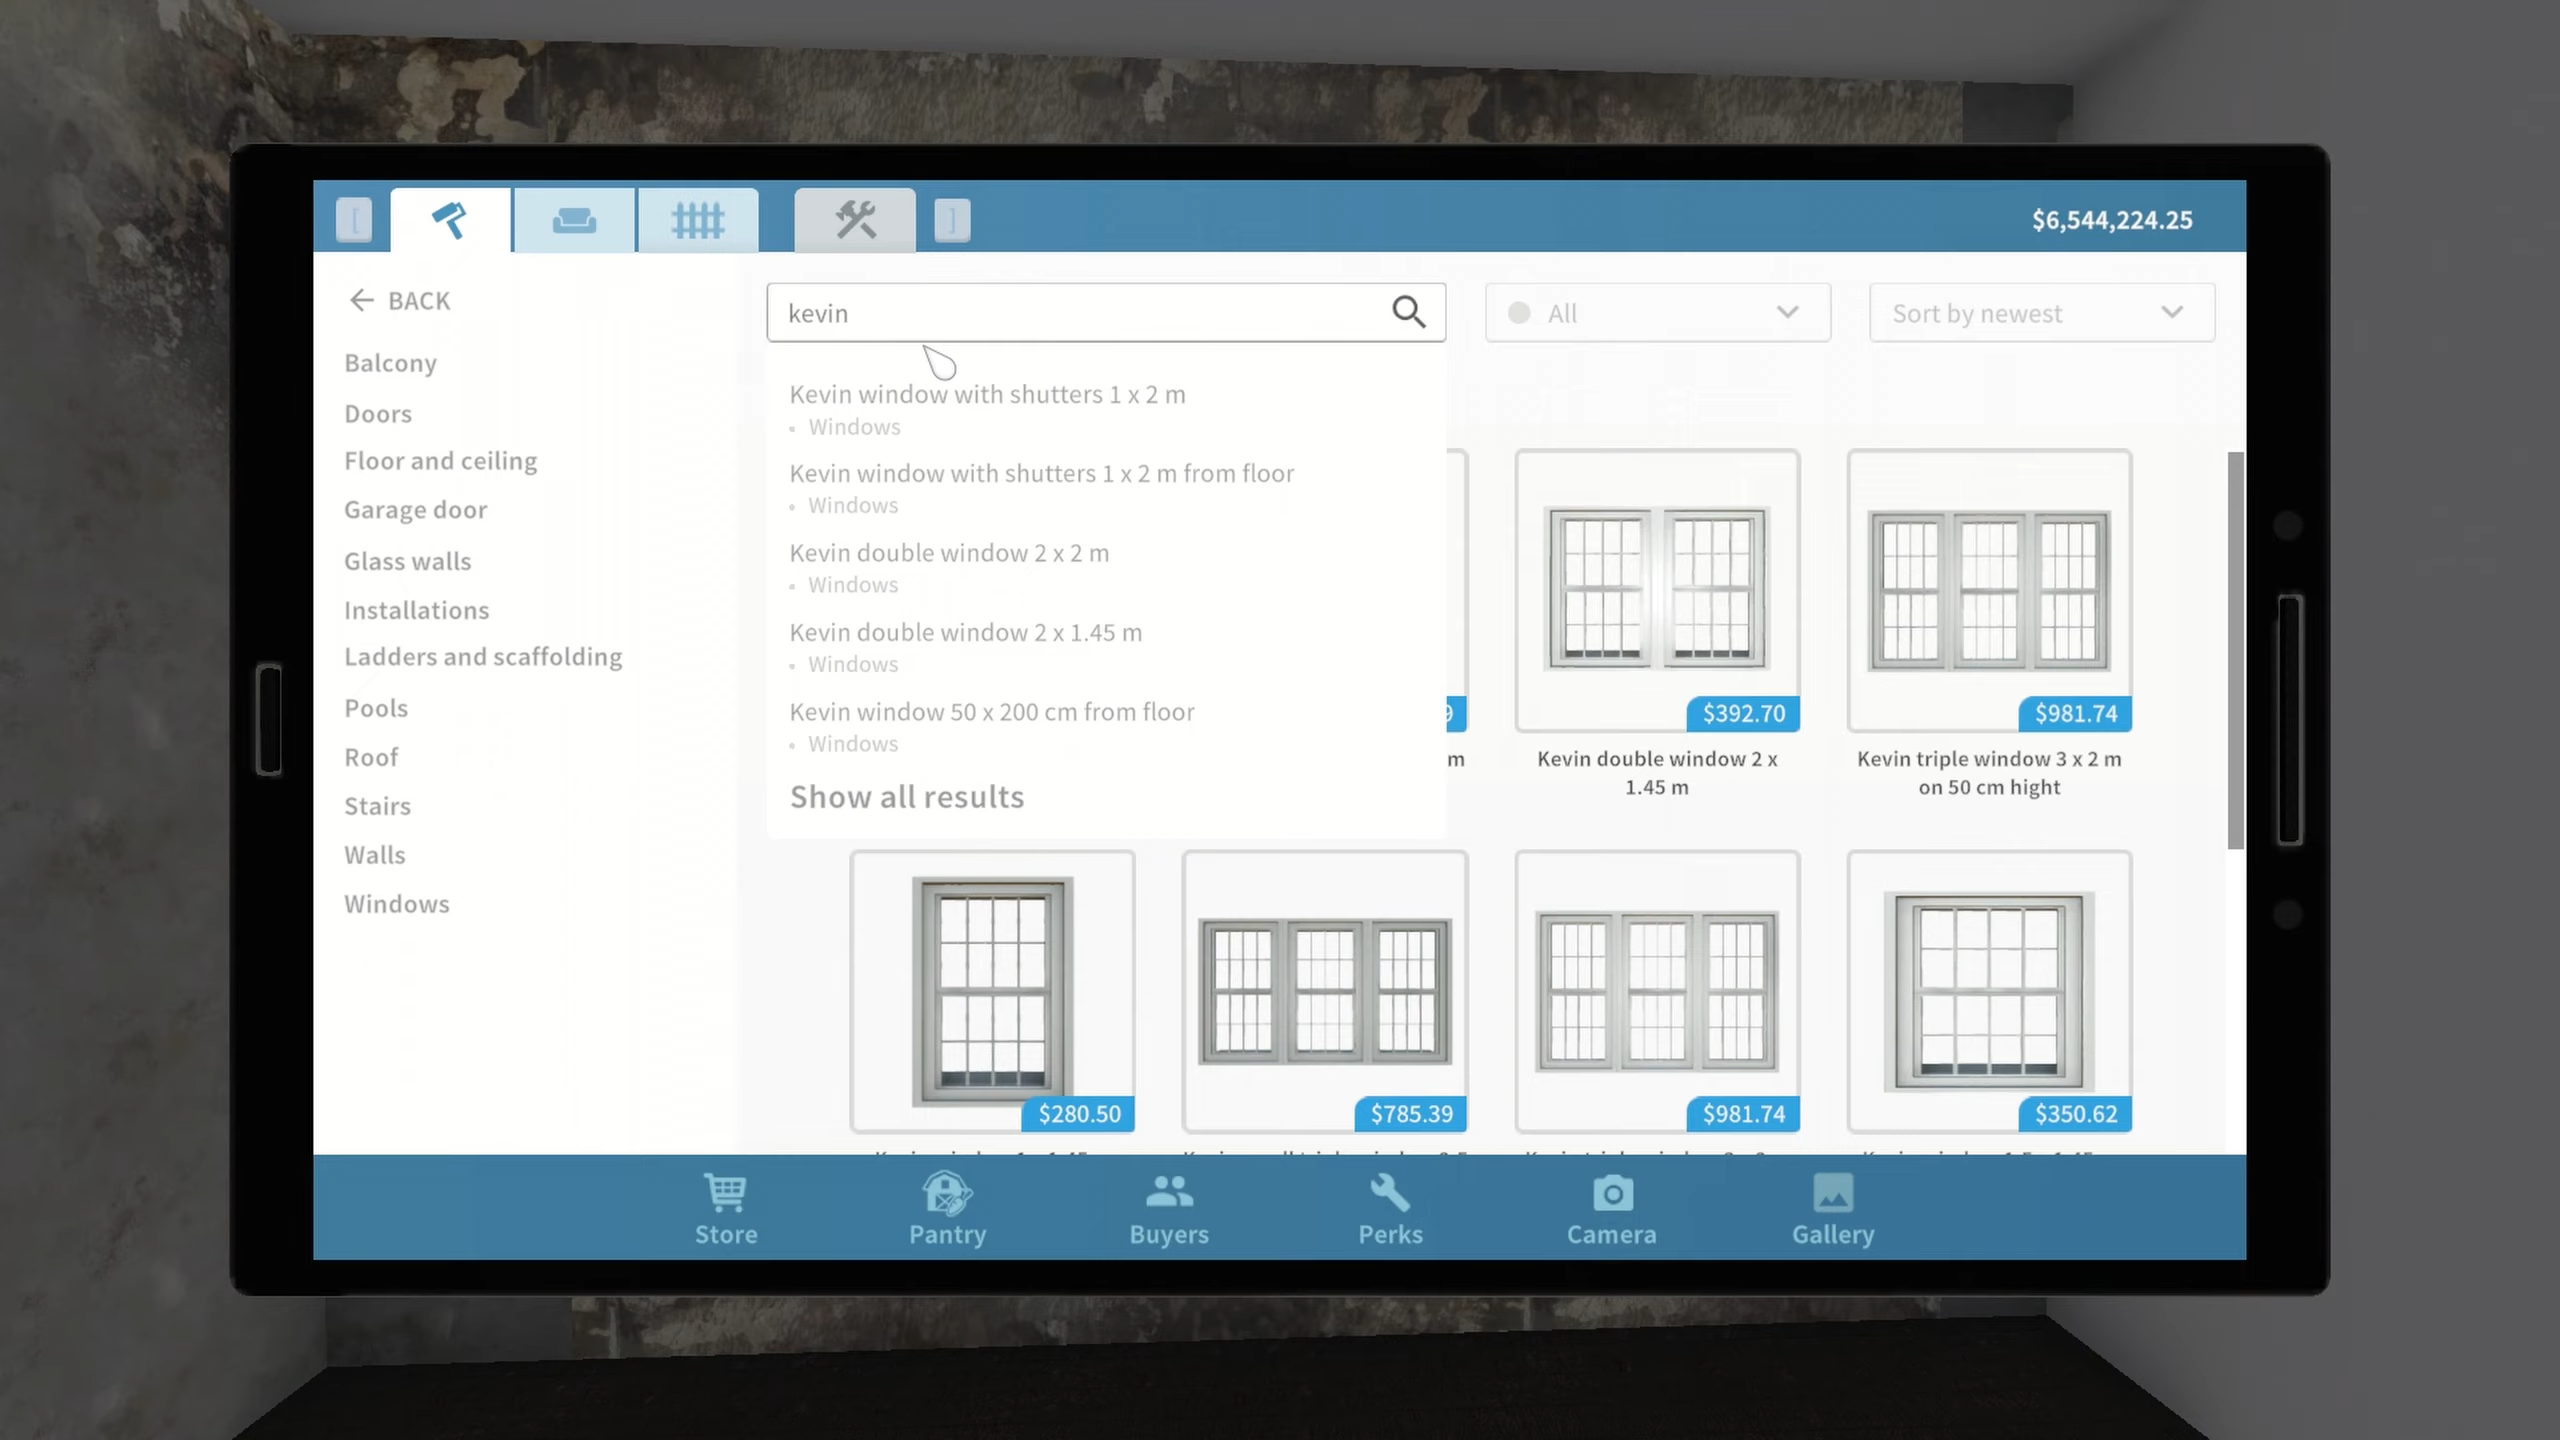 [
]
$6,544,224.25
BACK
Balcony
Doors
Floor and ceiling
Garage door
Glass walls
Installations
Ladders and scaffolding
Pools
Roof
Stairs
Walls
Windows
kevin
All
Sort by newest
Kevin window with shutters 1 x 2 m
• Windows
Kevin window with shutters 1 x 2 m from floor
• Windows
Kevin double window 2 x 2 m
• Windows
Kevin double window 2 x 1.45 m
• Windows
Kevin window 50 x 200 cm from floor
• Windows
Show all results
9
m
$392.70
Kevin double window 2 x
1.45 m
$981.74
Kevin triple window 3 x 2 m
on 50 cm hight
$280.50
$785.39
$981.74
$350.62
Store
Pantry
Buyers
Perks
Camera
Gallery